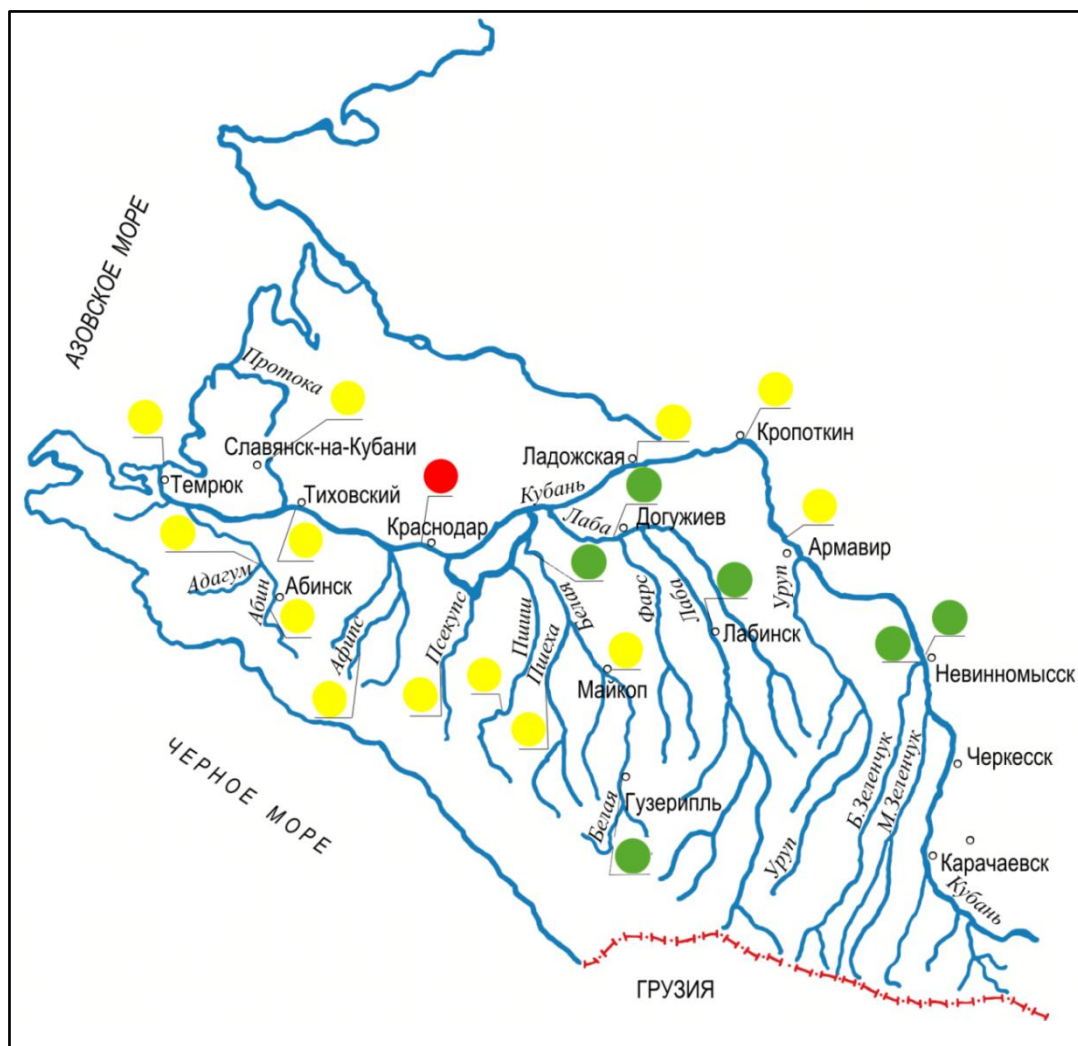 АЗОВСКОЕ МОРЕ
Протока
Славянск-на-Кубани
Темрюк
Тиховский
Краснодар
Ладожская
Кропоткин
Кубань
Лаба
Догужиев
Армавир
Адагум
Абин
Абинск
Афипс
Псекупс
Пшиш
Пшеха
Белая
Фарс
Лаба
Лабинск
Уруп
Невинномысск
Майкоп
Черкесск
Б.Зеленчук
М.Зеленчук
ЧЕРНОЕ МОРЕ
Белая
Гузерипль
Уруп
Карачаевск
Кубань
ГРУЗИЯ